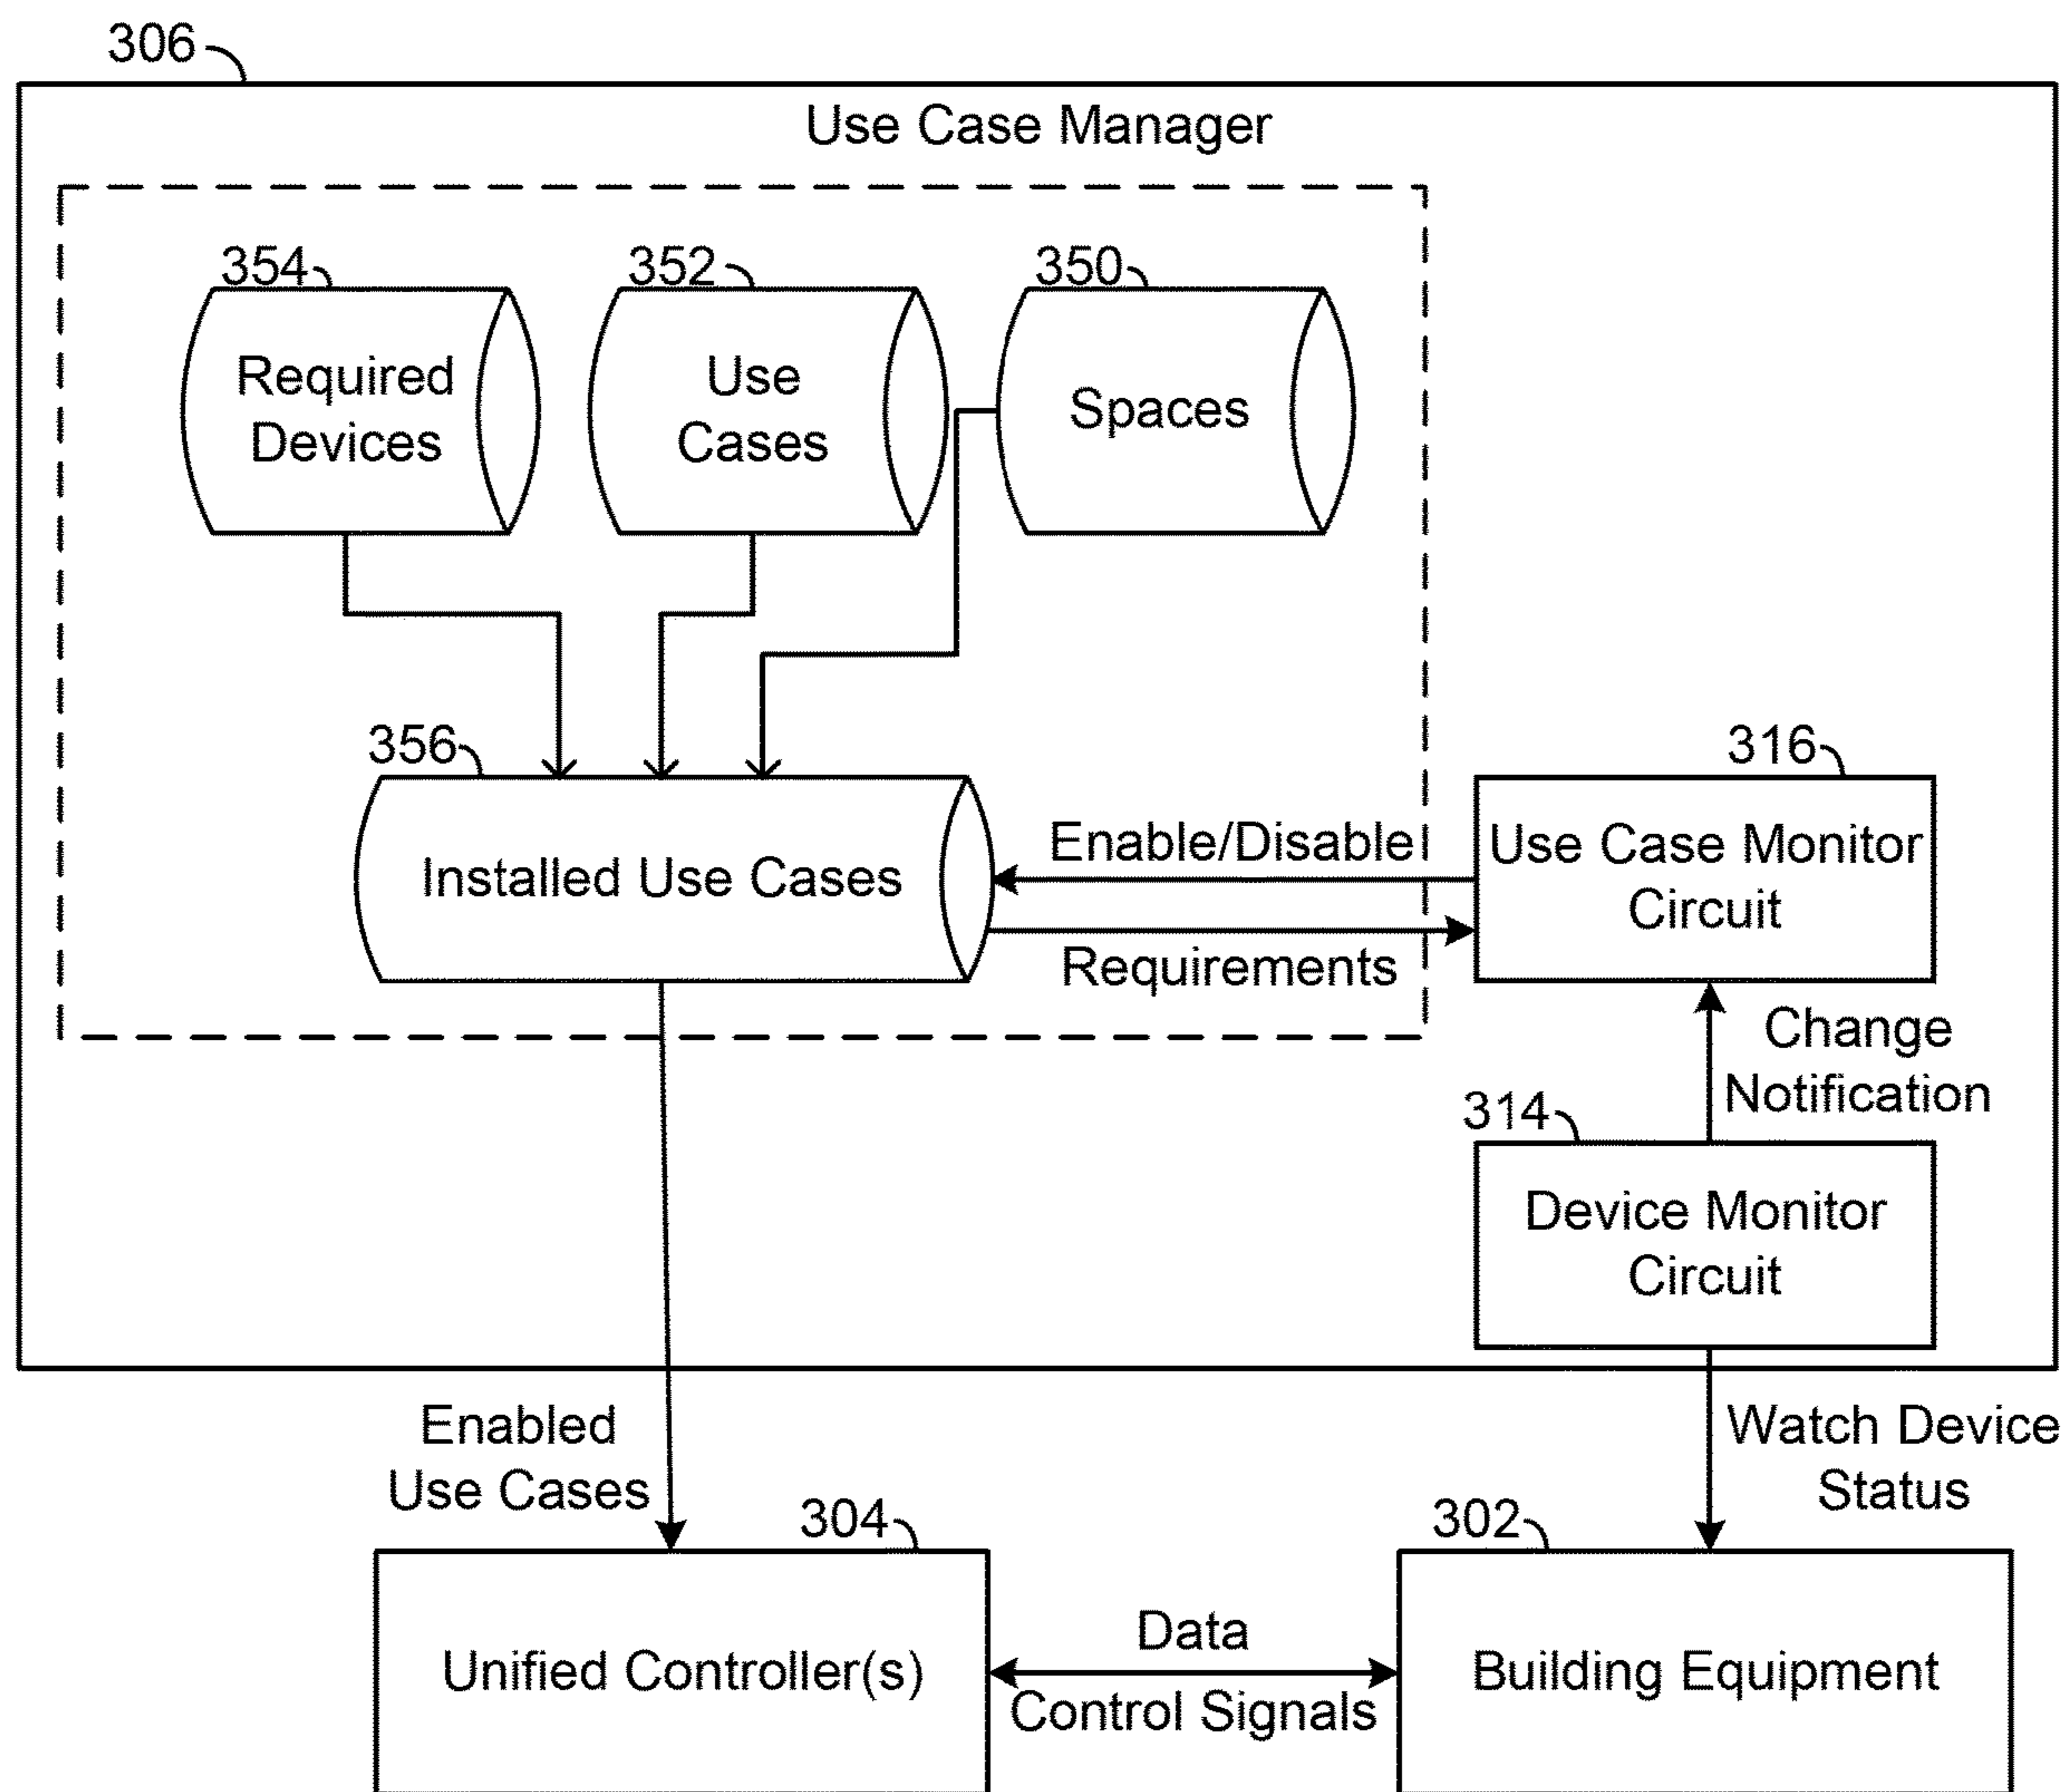 306
Use Case Manager
354
352
350
Required
Devices
Use
Cases
Spaces
356
316
Installed Use Cases
Enable/Disable
Requirements
Use Case Monitor
Circuit
Change
Notification
314
Device Monitor
Circuit
Enabled
Use Cases
Watch Device
Status
304
302
Unified Controller(s)
Data
Control Signals
Building Equipment